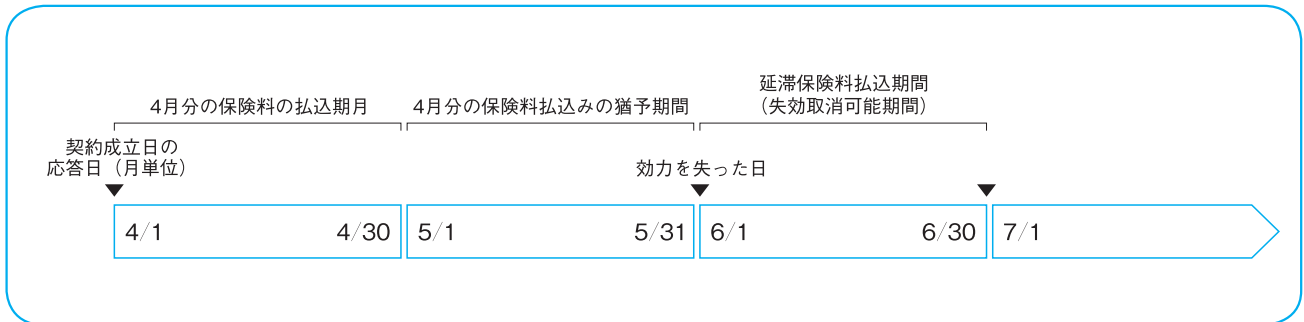 延滞保険料払込期間
（失効取消可能期間）
4月分の保険料の払込期月
4月分の保険料払込みの猶予期間
契約成立日の
応答日（月単位）
効力を失った日
4/1
4/30
5/1
5/31
6/1
6/30
7/1